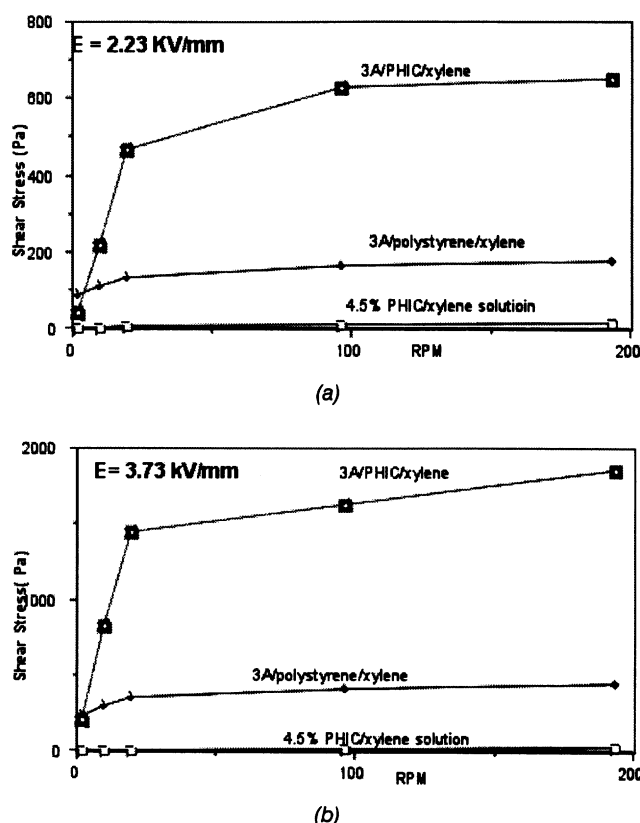 800
E = 2.23 KV/mm
3A/PHIC/xylene
600
Shear Stress (Pa)
400
3A/polystyrene/xylene
200
4.5% PHIC/xylene solutioin
0
0
100
RPM
200
(a)
2000
E= 3.73 kV/mm
3A/PHIC/xylene
Shear Stress( Pa)
1000
3A/polystyrene/xylene
4.5% PHIC/xylene solution
0
0
100
RPM
200
(b)